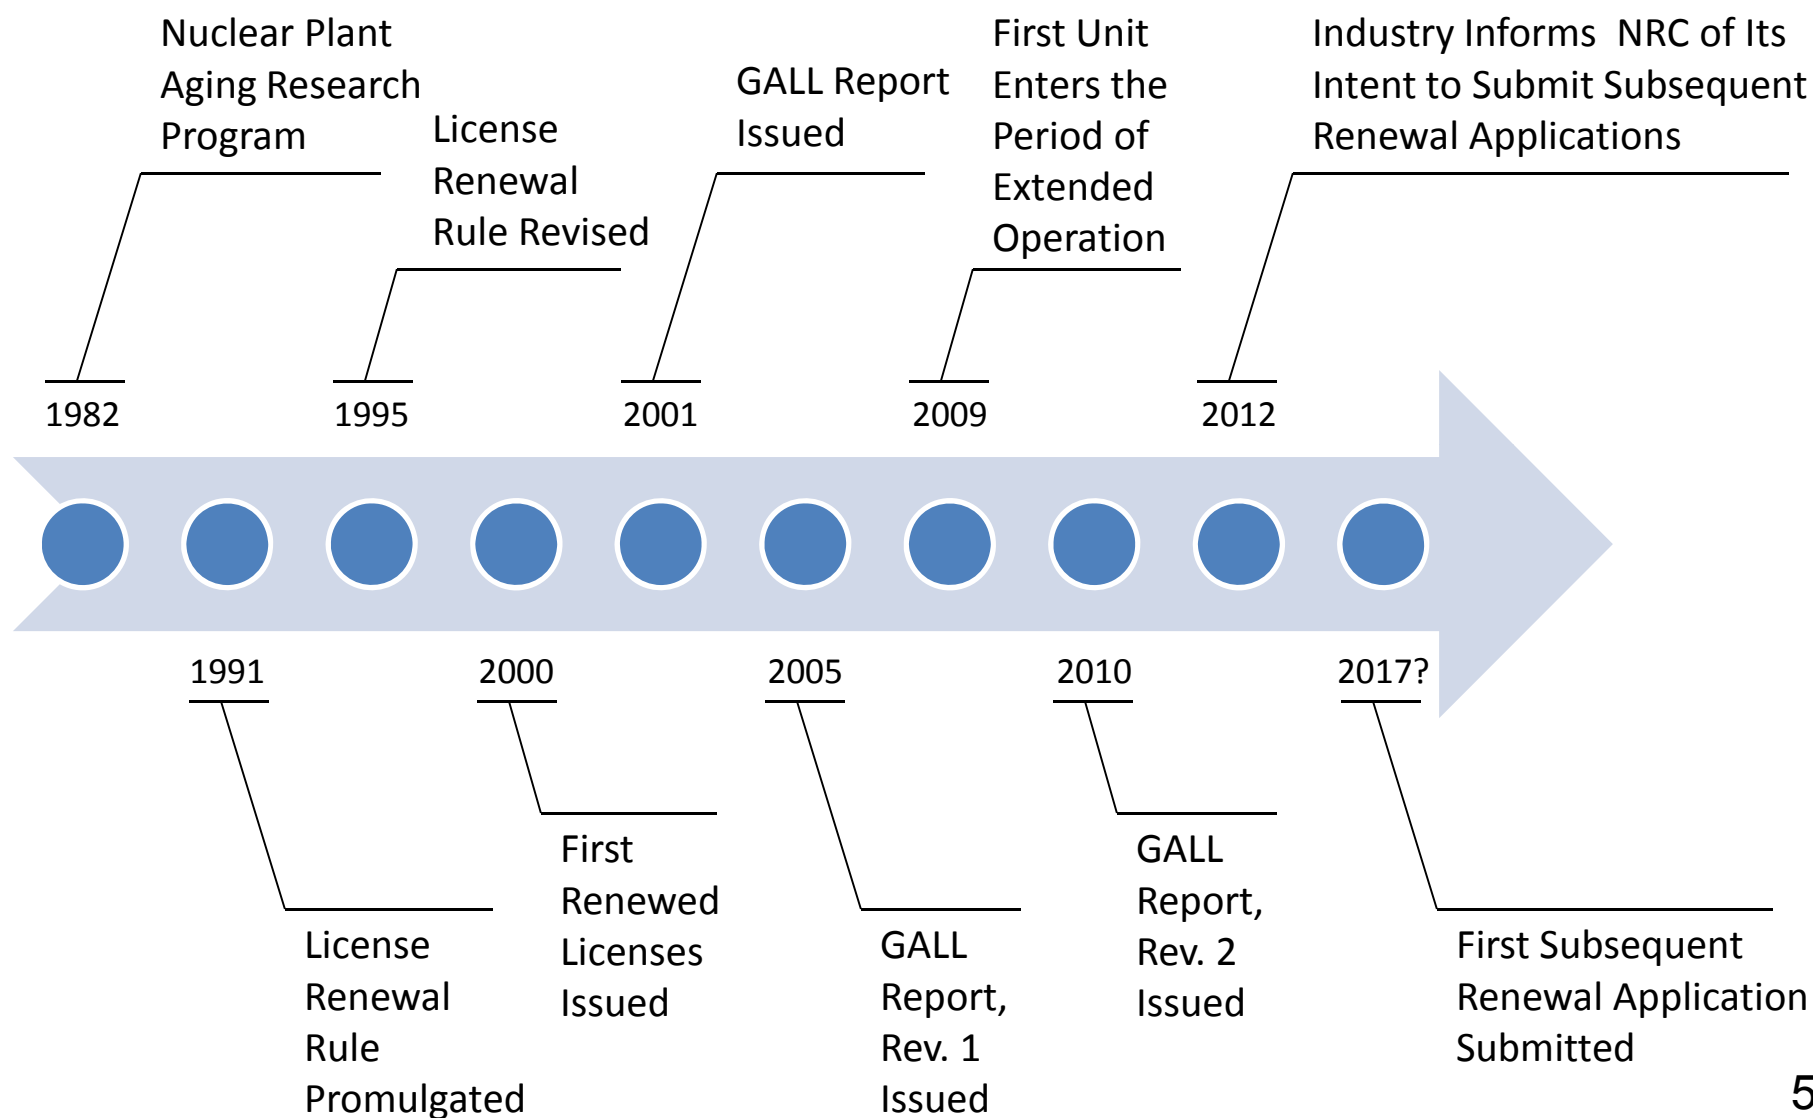 Nuclear Plant
Aging Research
Program
License
Renewal
Rule Revised
GALL Report
Issued
First Unit
Enters the
Period of
Extended
Operation
Industry Informs  NRC of Its
Intent to Submit Subsequent
Renewal Applications
1982
1995
2001
2009
2012
1991
2000
2005
2010
2017?
License
Renewal
Rule
Promulgated
First
Renewed
Licenses
Issued
GALL
Report,
Rev. 1
Issued
GALL
Report,
Rev. 2
Issued
First Subsequent
Renewal Application
Submitted
5